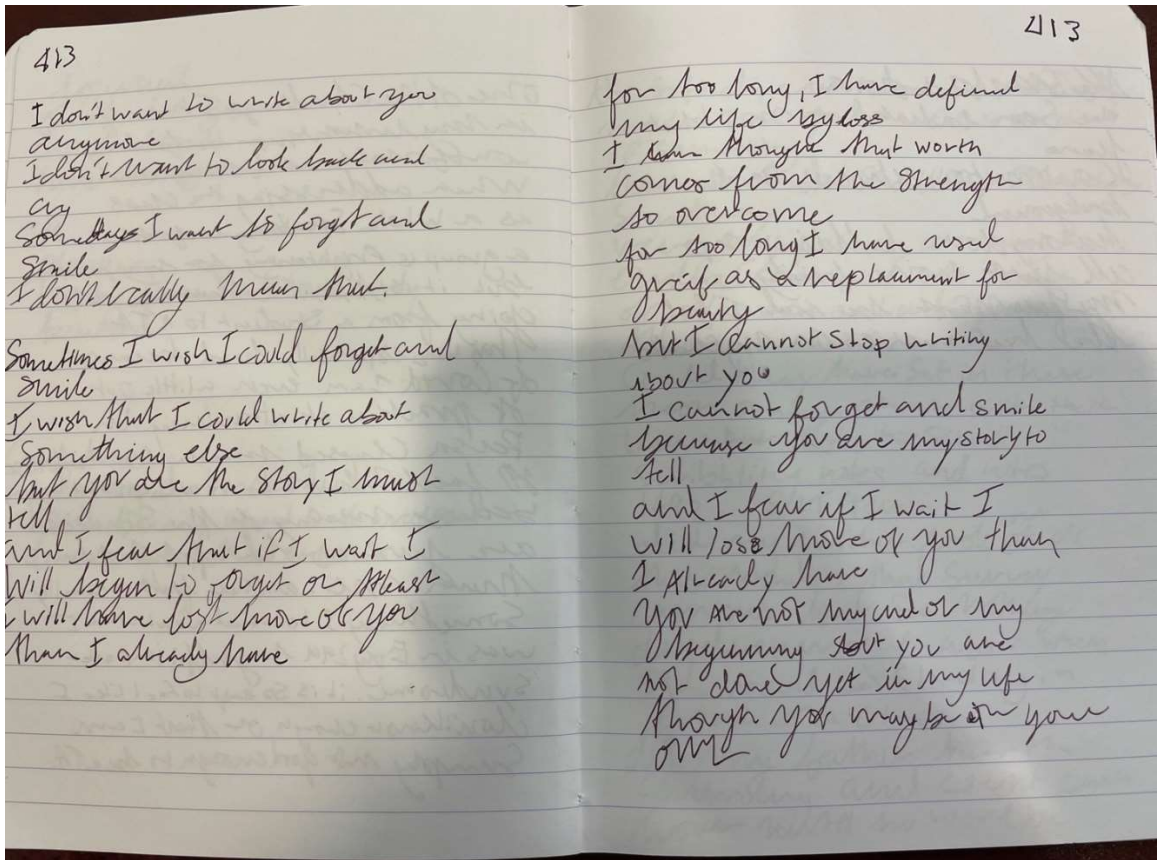 413
I don't want to write about you
anymore
I don't want to look back and
cry
Somedays I want to forget and
smile
I don't really mean that.
Sometimes I wish I could forget and
smile
I wish that I could write about
something else
but you are the story I must
tell
and I fear that if I wait I
will begin to forget or atleast
I will have lost more of you
than I already have
413
for too long, I have defined
my life by loss
I thought that worth
comes from the strength
to overcome
for too long I have used
greif as a replacement for
beauty
but I cannot stop writing
about you
I cannot forget and smile
because you are my story to
tell
and I fear if I wait I
will lose more of you than
I Already have
you are not my end or my
beginning but you are
not done yet in my life
though you may be in your
own